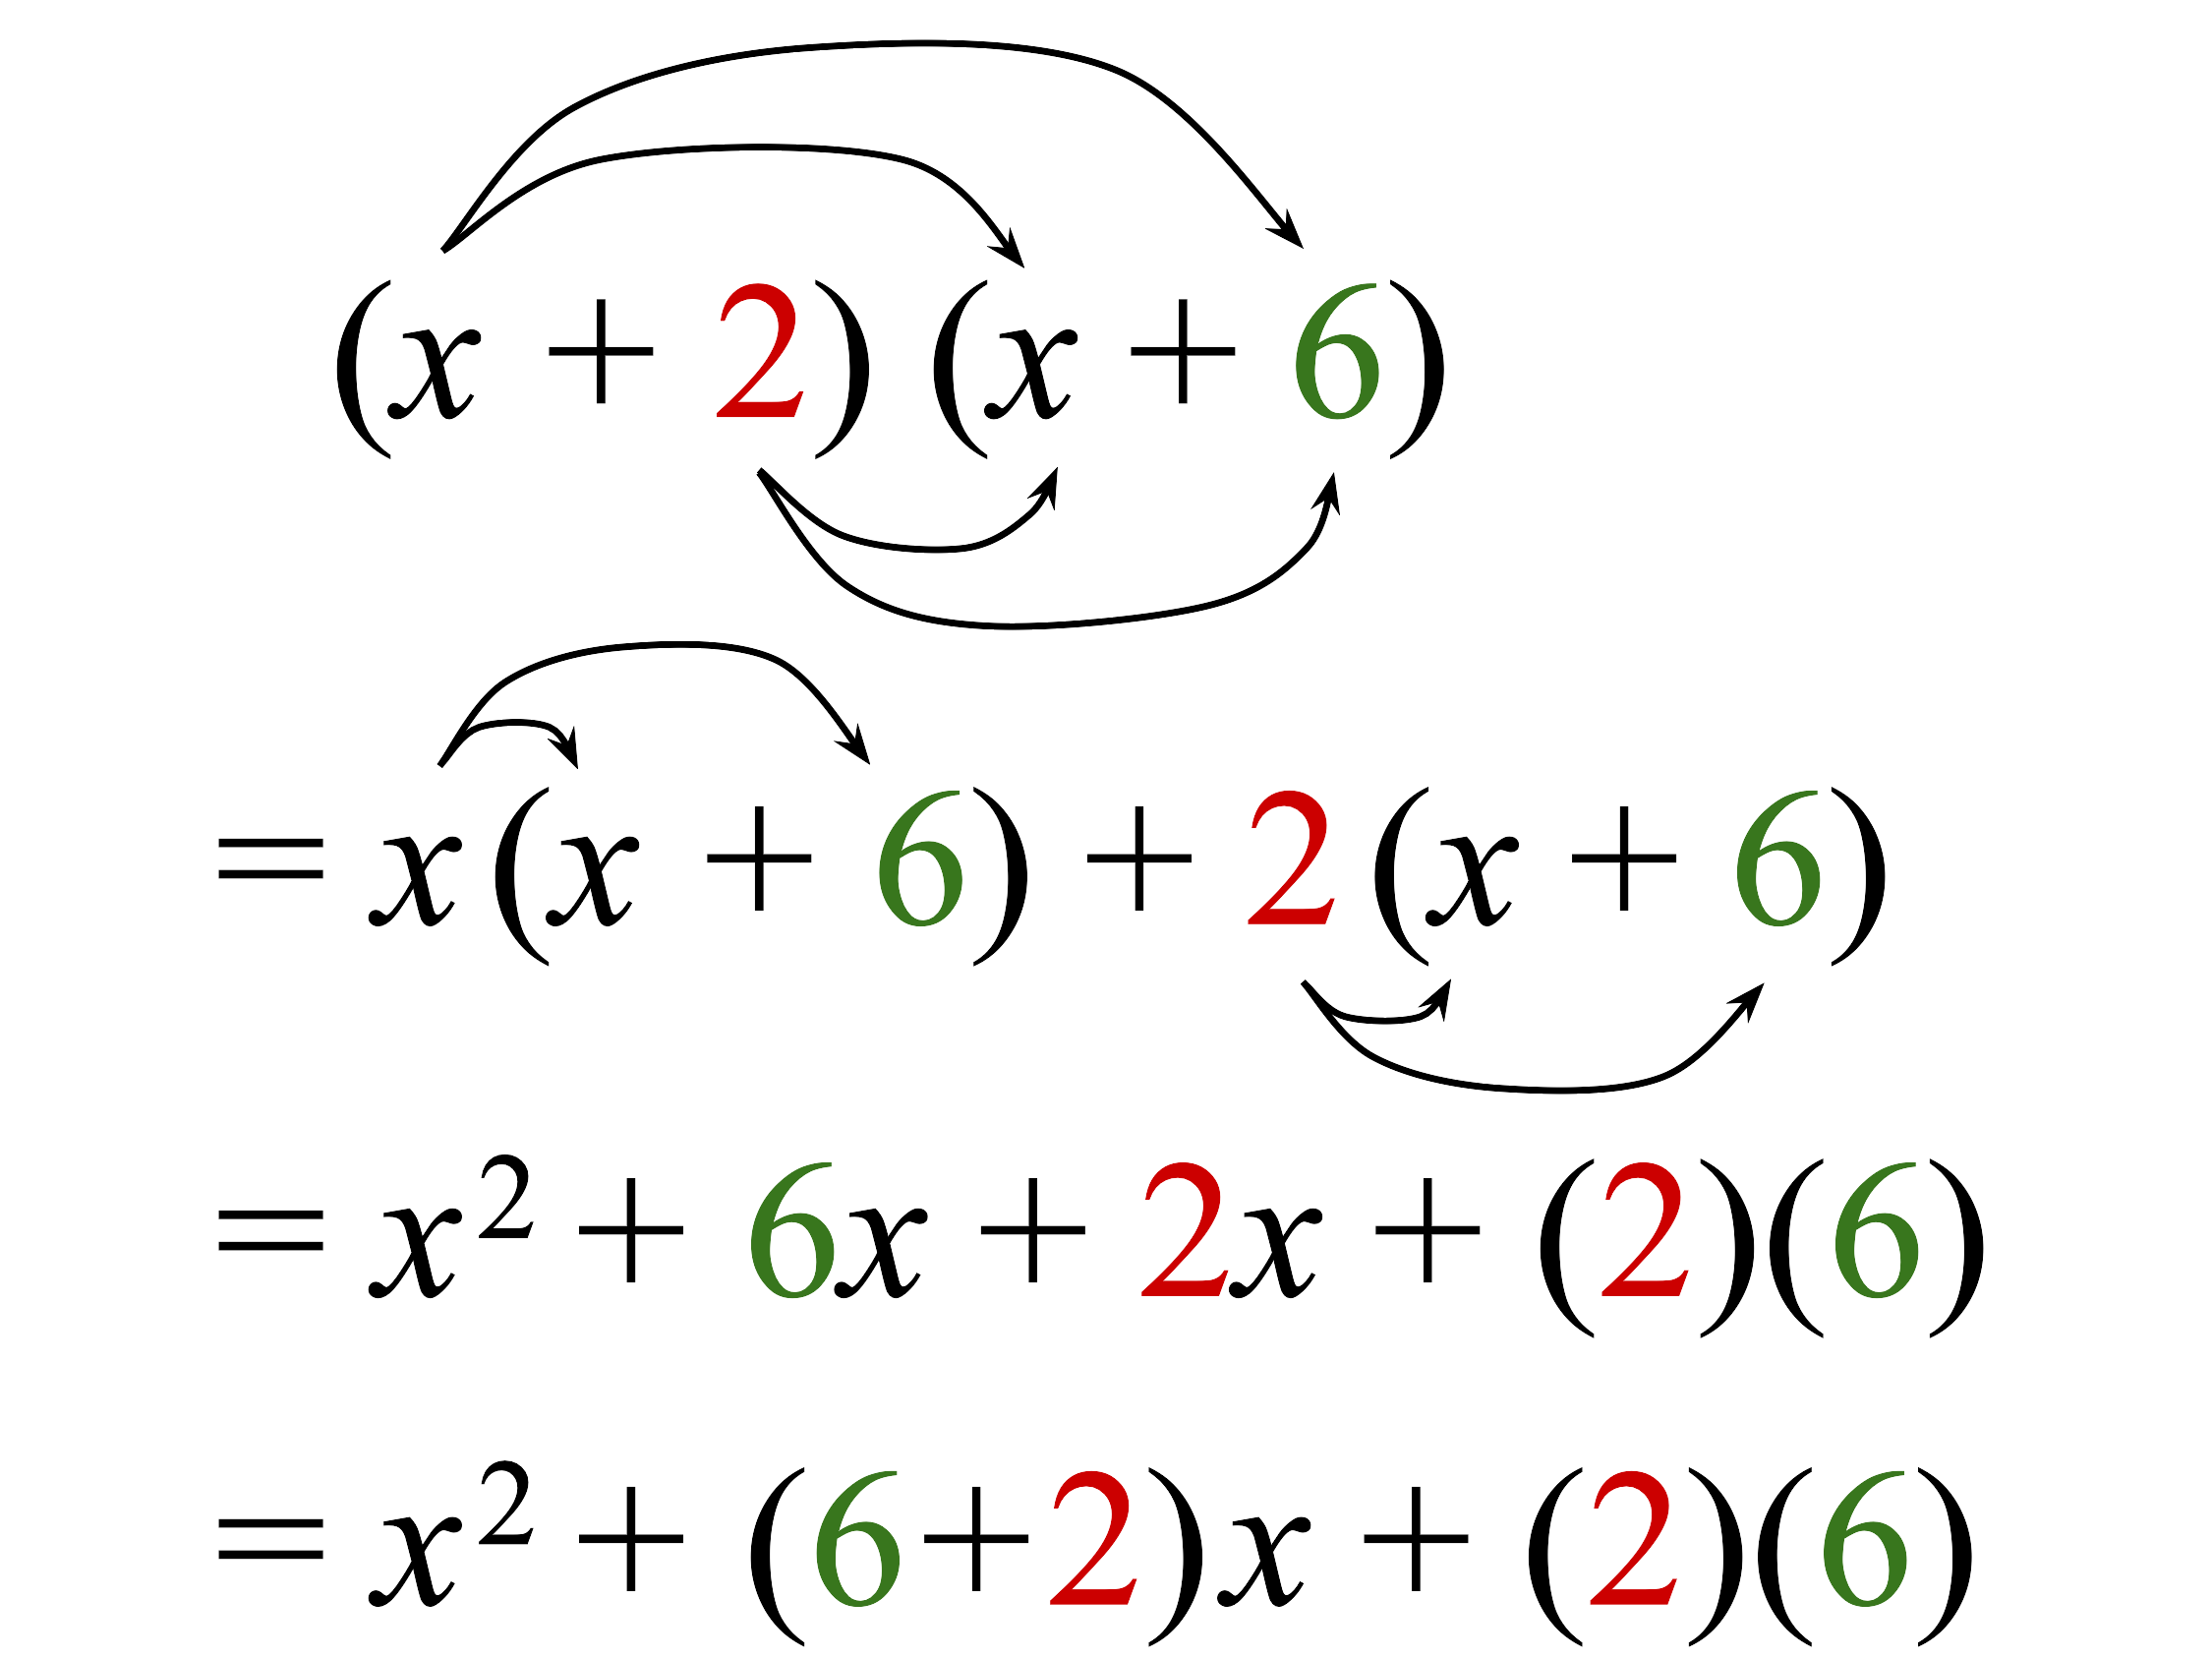 (x + 2) (x + 6)
= x (x + 6) + 2 (x + 6)
= x² + 6x + 2x + (2)(6)
= x² + (6+2)x + (2)(6)